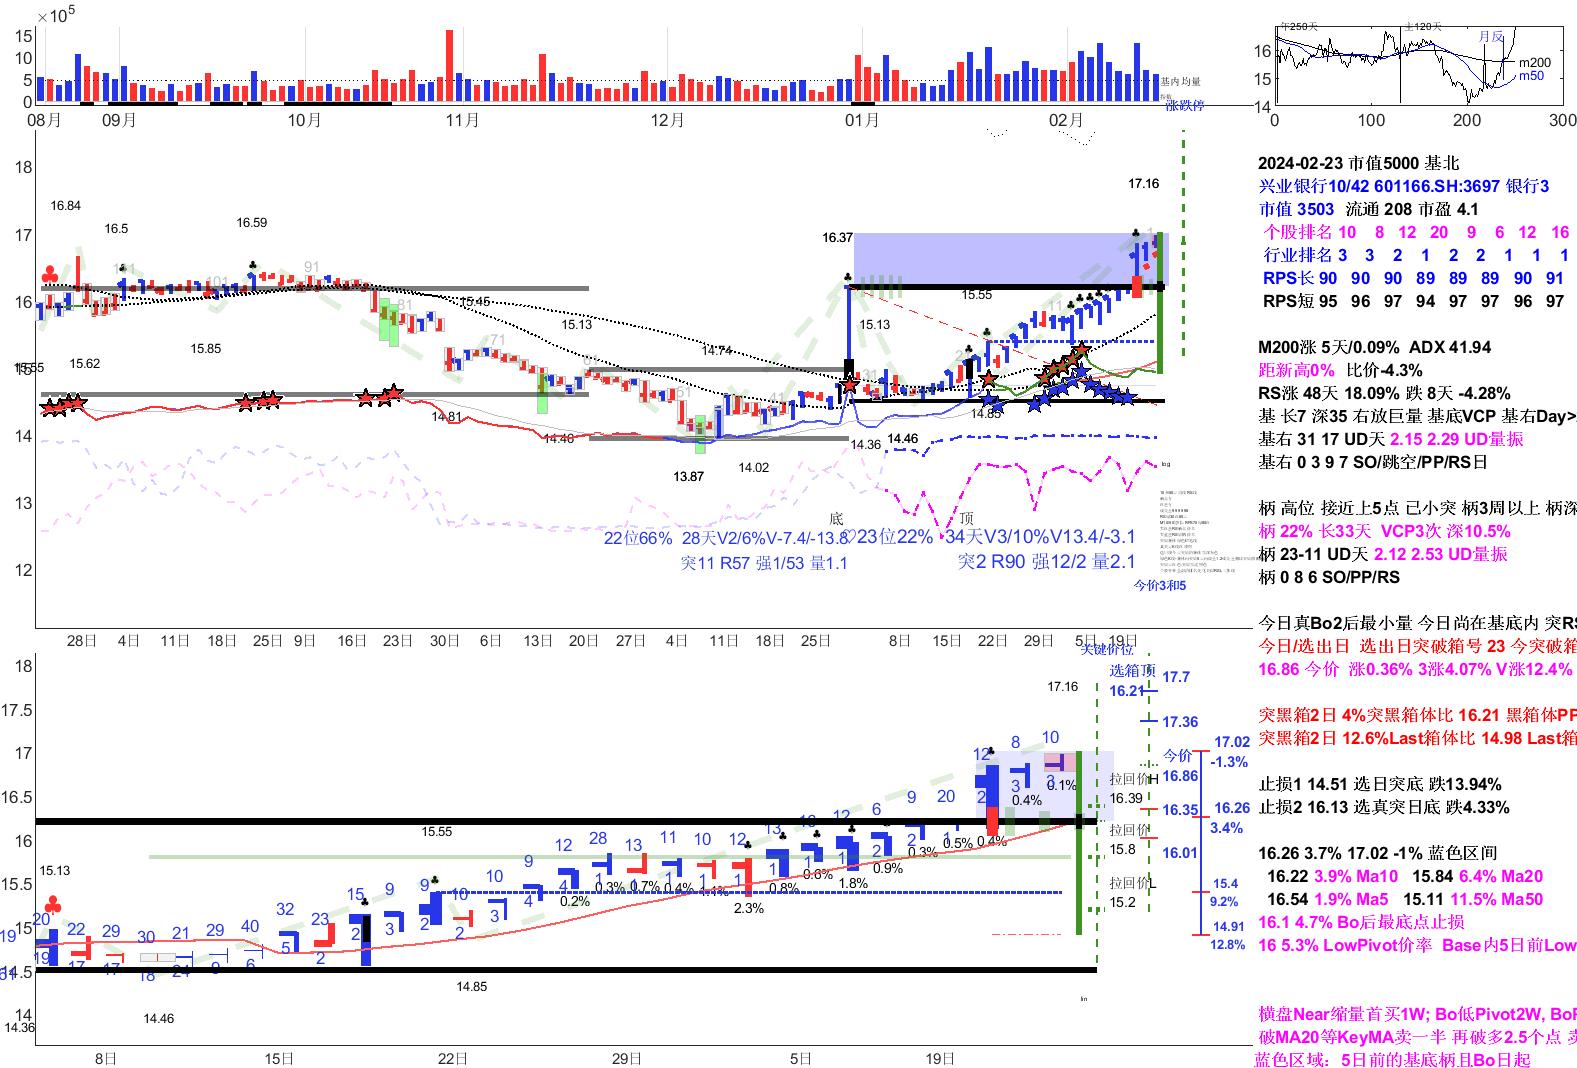 ×10⁵
15
10
5
0
08月 09月 10月 11月 12月 01月 02月
基内均量
涨跌停
年250天 主120天
月反
16
15
14
m200
m50
0 100 200 300
18
17
16
15
14
13
12
16.84
16.5
16.59
15.62
15.85
101
91
81
71
61
15.45
15.13
14.74
14.81
14.48
13.87
14.02
14.36
14.46
16.37
15.13
15.55
14.85
17.16
11
31
41
log
底
顶
22位66% 28天V2/6%V-7.4/-13.8
23位22% 34天V3/10%V13.4/-3.1
突11 R57 强1/53 量1.1
突2 R90 强12/2 量2.1
今价3和5
28日 4日 11日 18日 25日 9日 16日 23日 30日 6日 13日 20日 27日 4日 11日 18日 25日 8日 15日 22日 29日 5日 19日
2024-02-23 市值5000 基北
兴业银行10/42 601166.SH:3697 银行3
市值 3503 流通 208 市盈 4.1
个股排名 10 8 12 20 9 6 12 16
行业排名 3 3 2 1 2 2 1 1 1
RPS长 90 90 90 89 89 89 90 91
RPS短 95 96 97 94 97 97 96 97
M200涨 5天/0.09% ADX 41.94
距新高0% 比价-4.3%
RS涨 48天 18.09% 跌 8天 -4.28%
基 长7 深35 右放巨量 基底VCP 基右Day>
基右 31 17 UD天 2.15 2.29 UD量振
基右 0 3 9 7 SO/跳空/PP/RS日
柄 高位 接近上5点 己小突 柄3周以上 柄深
柄 22% 长33天 VCP3次 深10.5%
柄 23-11 UD天 2.12 2.53 UD量振
柄 0 8 6 SO/PP/RS
今日真Bo2后最小量 今日尚在基底内 突RS
今日/选出日 选出日突破箱号 23 今突破箱
16.86 今价 涨0.36% 3涨4.07% V涨12.4%
突黑箱2日 4%突黑箱体比 16.21 黑箱体PP
突黑箱2日 12.6%Last箱体比 14.98 Last箱
止损1 14.51 选日突底 跌13.94%
止损2 16.13 选真突日底 跌4.33%
16.26 3.7% 17.02 -1% 蓝色区间
16.22 3.9% Ma10 15.84 6.4% Ma20
16.54 1.9% Ma5 15.11 11.5% Ma50
16.1 4.7% Bo后最底点止损
16 5.3% LowPivot价率 Base内5日前Low
横盘Near缩量首买1W; Bo低Pivot2W, BoP
破MA20等KeyMA卖一半 再破多2.5个点 卖
蓝色区域: 5日前的基底柄且Bo日起
18
17.5
17
16.5
16
15.5
15
14.5
14
15.13
14.36
14.46
15.55
14.85
17.16
20 22 29 30 21 29 40 32 23 15 9 9 10 10 9 12 28 13 11 10 12 13 12 12 6 9 20 12 8 10
0.2% 0.3% 0.7% 0.4% 1.1% 2.3% 0.8% 0.8% 1.8% 0.9% 0.3% 0.5% 0.4% 0.4% 0.1%
lin
关键价位
选箱顶
16.21
17.7
17.36
今价
16.86
拉回价H
16.39
16.35
拉回价
15.8
16.01
拉回价L
15.2
17.02
-1.3%
16.26
3.4%
15.4
9.2%
14.91
12.8%
8日 15日 22日 29日 5日 19日